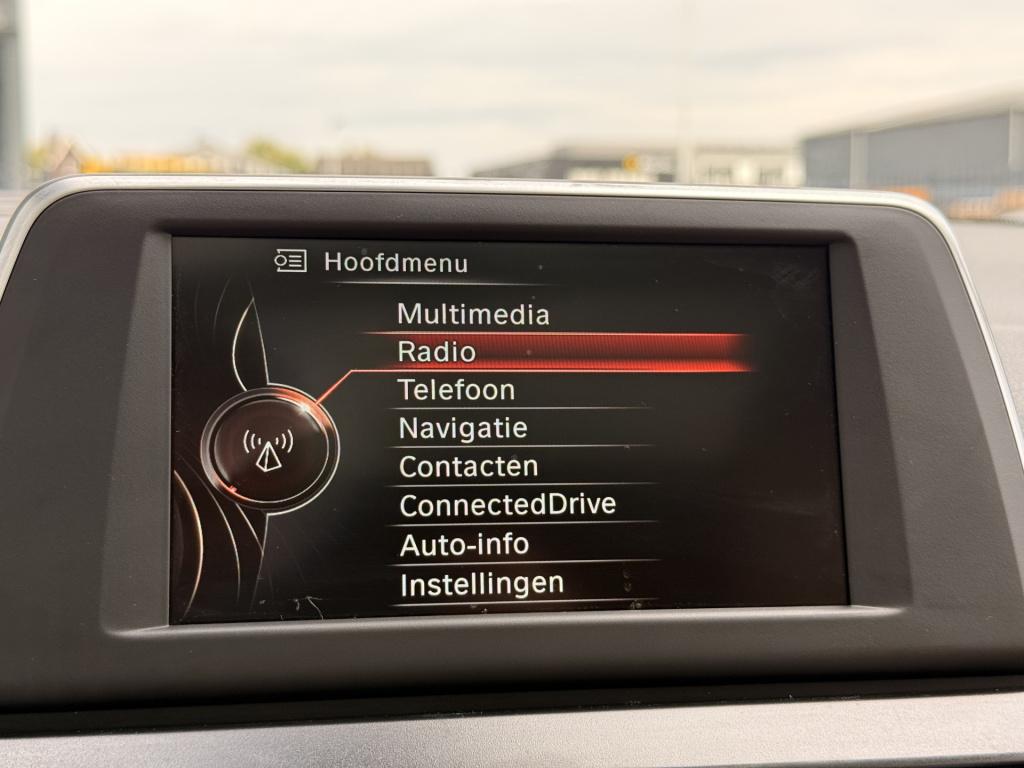 Hoofdmenu
Multimedia
Radio
Telefoon
Navigatie
Contacten
ConnectedDrive
Auto-info
Instellingen